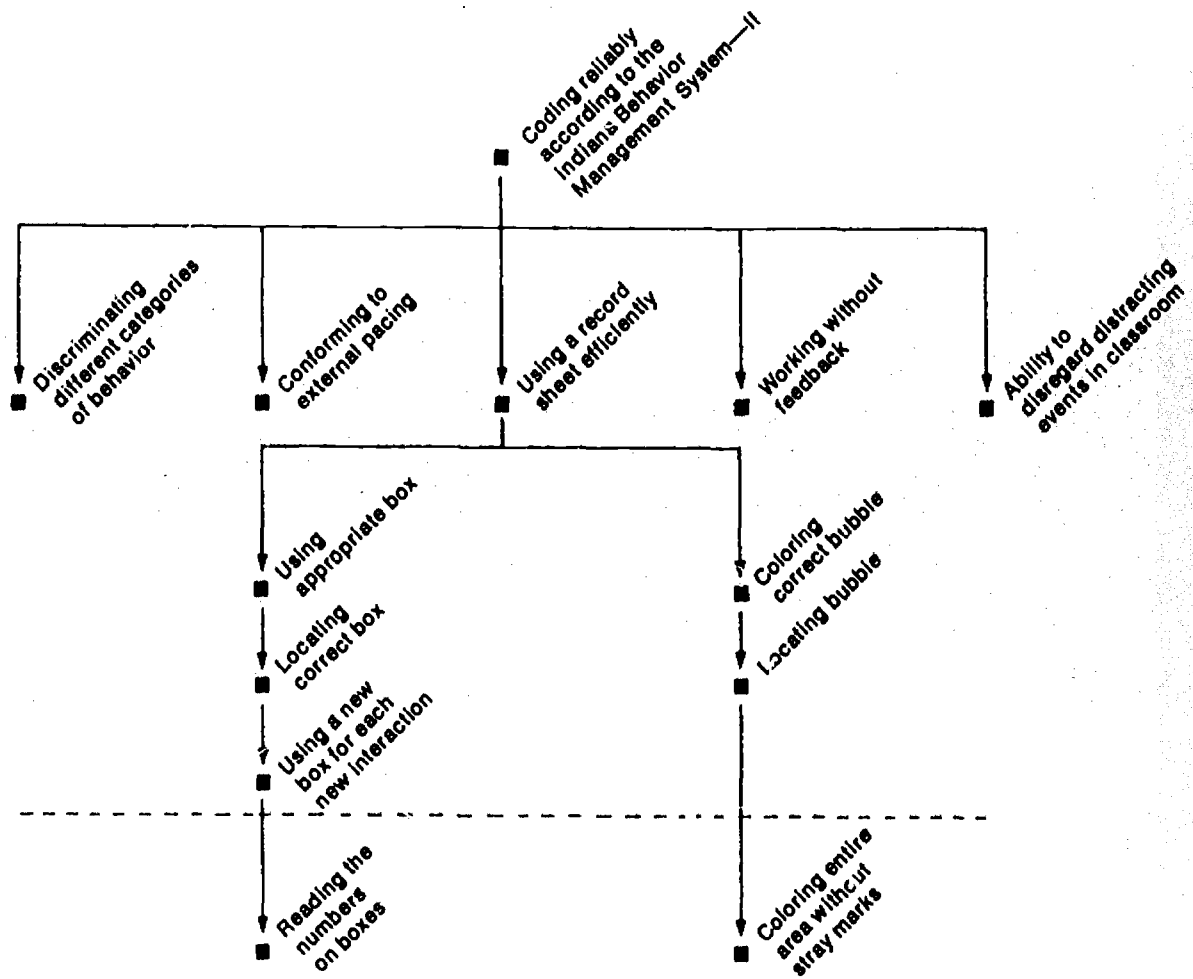 Coding reliably
according to the
Indians Behavior
Management System—II
Discriminating
different categories
of behavior
Conforming to
external pacing
Using a record
sheet efficiently
Working without
feedback
Ability to
disregard distracting
events in classroom
Using
appropriate box
Coloring
correct bubble
Locating
correct box
Locating bubble
Using a new
box for each
new interaction
Reading the
numbers
on boxes
Coloring entire
area without
stray marks